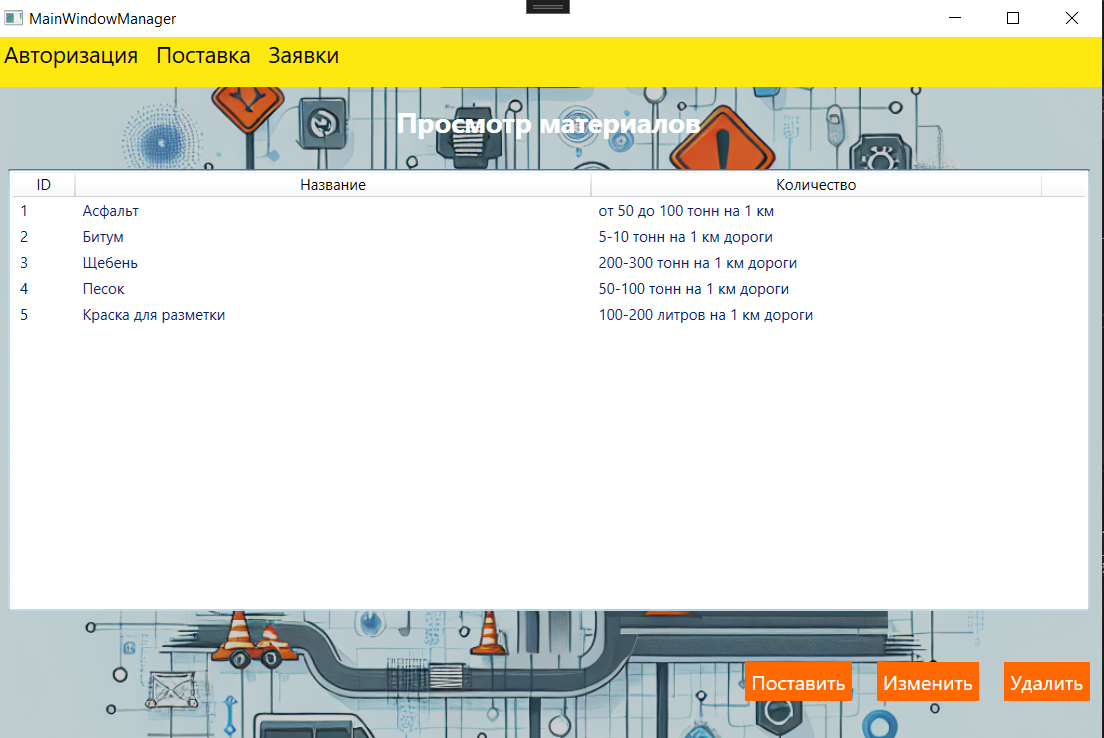 MainWindowManager
Авторизация Поставка Заявки
Просмотр материалов
ID Название Количество
1 Асфальт от 50 до 100 тонн на 1 км
2 Битум 5-10 тонн на 1 км дороги
3 Щебень 200-300 тонн на 1 км дороги
4 Песок 50-100 тонн на 1 км дороги
5 Краска для разметки 100-200 литров на 1 км дороги
Поставить Изменить Удалить